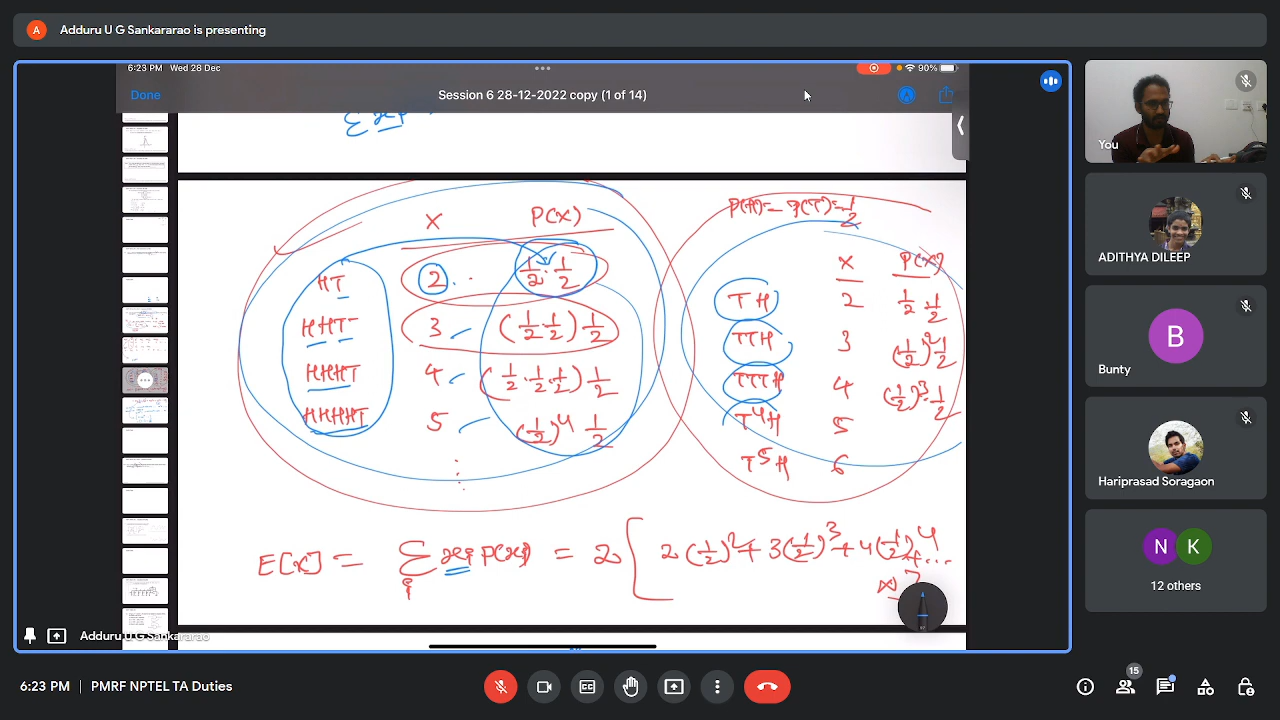 A Adduru U G Sankararao is presenting
6:23 PM Wed 28 Dec
90%
Done
Session 6 28-12-2022 copy (1 of 14)
X P(X)
HT 2 1/2 · 1/2
HHT 3 (1/2 · 1/2) 1/2
HHHT 4 (1/2 · 1/2 · 1/2) 1/2
HHHHT 5 (1/2)^4 1/2
P(H) = P(T) = 1/2
X P(X)
TH 2 1/2 · 1/2
TTH 3 (1/2)^2 1/2
TTTH 4 (1/2)^3 · 1/2
T^4H 5
T^5H 6
E[X] = Σ_i x_i P(x_i) = 2 [ 2(1/2)^2 + 3(1/2)^3 + 4(1/2)^4 + ... ∞ ]
Adduru U G Sankararao
You
ADITHYA DILEEP
B
Bunty
Hariprasad Soragaon
N K
12 others
6:23 PM | PMRF NPTEL TA Duties
15